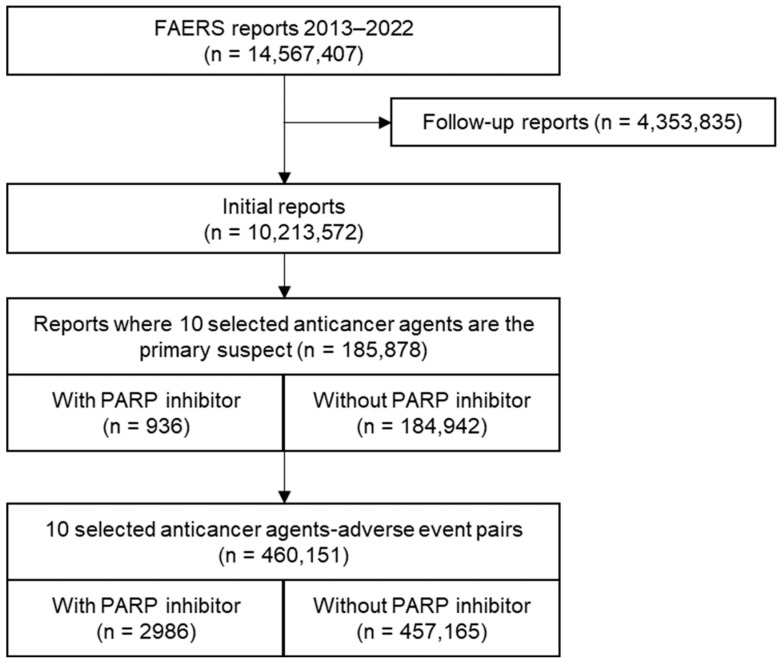 FAERS reports 2013–2022
(n = 14,567,407)
Follow-up reports (n = 4,353,835)
Initial reports
(n = 10,213,572)
Reports where 10 selected anticancer agents are the
primary suspect (n = 185,878)
With PARP inhibitor
(n = 936)
Without PARP inhibitor
(n = 184,942)
10 selected anticancer agents-adverse event pairs
(n = 460,151)
With PARP inhibitor
(n = 2986)
Without PARP inhibitor
(n = 457,165)